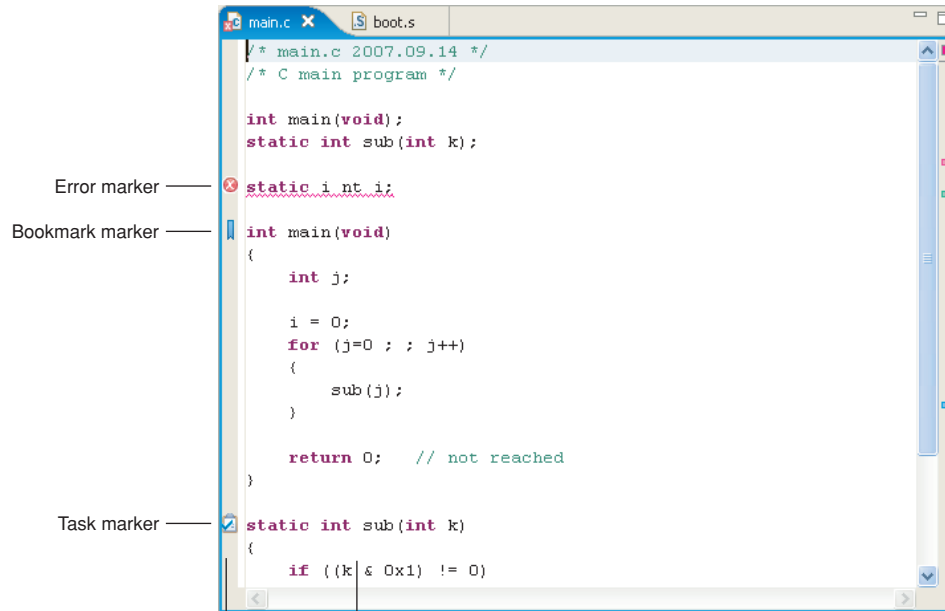 main.c
boot.s
/* main.c 2007.09.14 */
/* C main program */
int main(void);
static int sub(int k);
Error marker
static i nt i;
Bookmark marker
int main(void)
{
    int j;
    i = 0;
    for (j=0 ; ; j++)
    {
        sub(j);
    }
    return 0;   // not reached
}
Task marker
static int sub(int k)
{
    if ((k & 0x1) != 0)